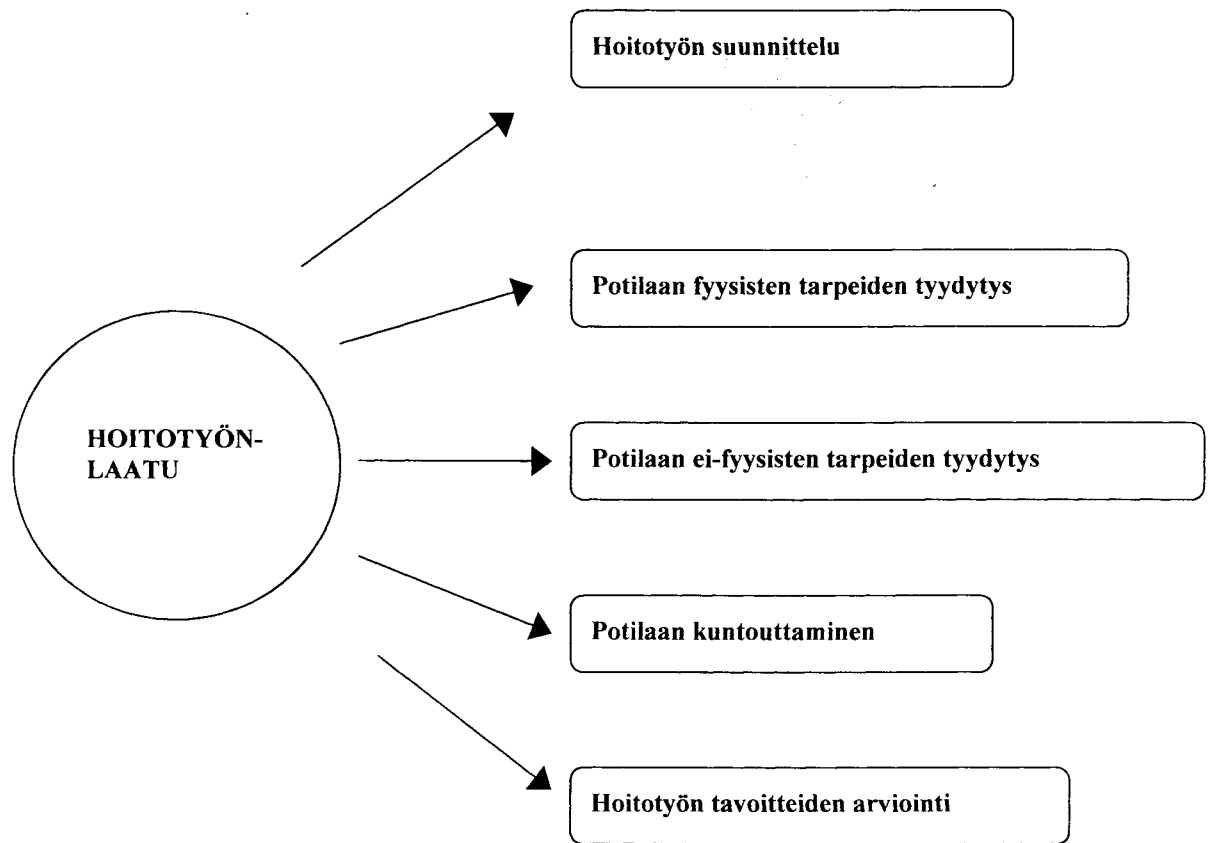 Hoitotyön suunnittelu
Potilaan fyysisten tarpeiden tyydytys
HOITOTYÖN-
LAATU
Potilaan ei-fyysisten tarpeiden tyydytys
Potilaan kuntouttaminen
Hoitotyön tavoitteiden arviointi